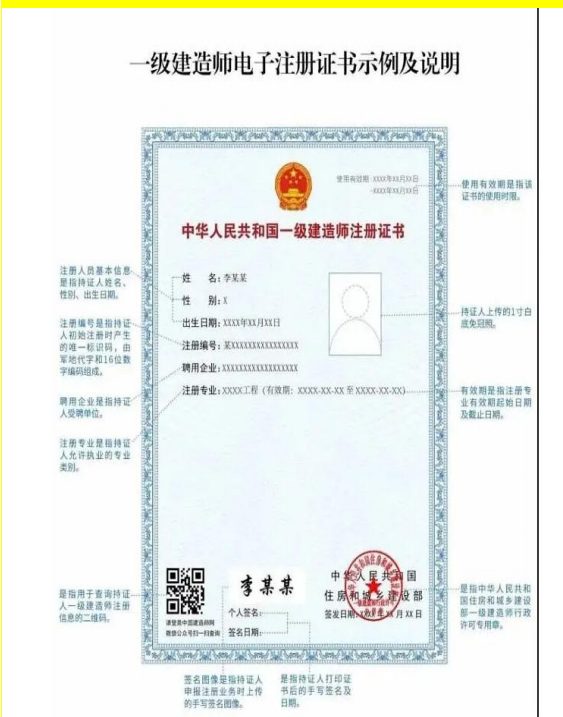 一级建造师电子注册证书示例及说明
使用有效期:XXXX年XX月XX日
-XXXX年XX月XX日
使用有效期是指该
证书的使用时限。
中华人民共和国一级建造师注册证书
注册人员基本信息
是指持证人姓名、
性别、出生日期。
姓 名:李某某
性 别:X
出生日期:XXXX年XX月XX日
注册编号:某XXXXXXXXXXXXXXXX
聘用企业:XXXXXXXXXXXXXXXXX
注册专业:XXXX工程(有效期: XXXX-XX-XX 至 XXXX-XX-XX)
持证人上传的1寸白
底免冠照。
注册编号是指持证
人初始注册时产生
的唯一标识码,由
军地代字和16位数
字编码组成。
聘用企业是指持证
人受聘单位。
有效期是指注册专
业有效期起始日期
及截止日期。
注册专业是指持证
人允许执业的专业
类别。
是指用于查询持证
人一级建造师注册
信息的二维码。
请登录中国建造师网
微信公众号扫一扫查询
李某某
个人签名:
签名日期:
中华人民共和国
住房和城乡建设部
签发日期:XXXX年XX月XX日
是指中华人民共和
国住房和城乡建设
部一级建造师行政
许可专用章。
签名图像是指持证人
申报注册业务时上传
的手写签名图像。
是指持证人打印证
书后的手写签名及
日期。